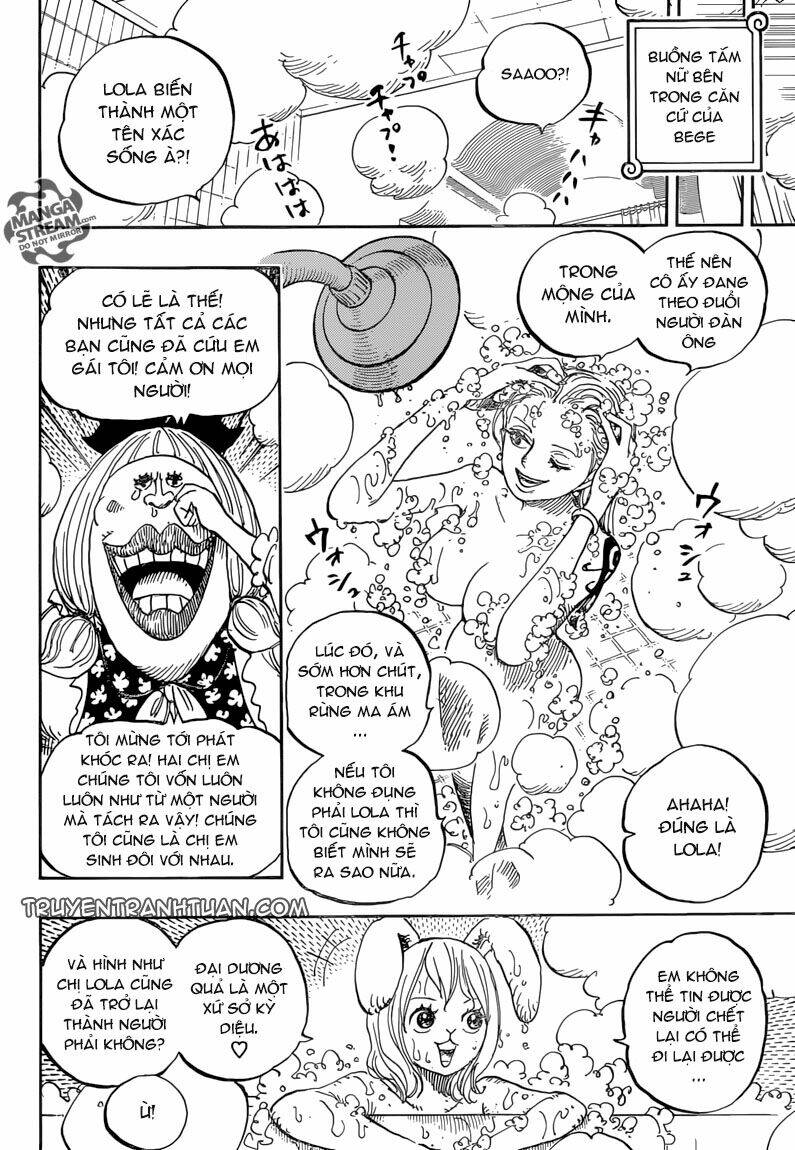 BUỒNG TẮM
NỮ BÊN
TRONG CĂN
CỨ CỦA
BEGE
SAAOO?!
LOLA BIẾN
THÀNH MỘT
TÊN XÁC
SỐNG À?!
チャプ
チャプ!
あははは
MANGA
STREAM.com
DO NOT MIRROR
THẾ NÊN
CÔ ẤY ĐANG
THEO ĐUỔI
NGƯỜI ĐÀN
ÔNG
TRONG
MỘNG CỦA
MÌNH.
CÓ LẼ LÀ THẾ!
NHƯNG TẤT CẢ CÁC
BẠN CŨNG ĐÃ CỨU EM
GÁI TÔI! CẢM ƠN MỌI
NGƯỜI!
ウォシュ
ウォシュ
LÚC ĐÓ, VÀ
SỚM HƠN CHÚT,
TRONG KHU
RỪNG MA ÁM
...
NẾU TÔI
KHÔNG ĐỤNG
PHẢI LOLA THÌ
TÔI CŨNG KHÔNG
BIẾT MÌNH SẼ
RA SAO NỮA.
AHAHA!
ĐÚNG LÀ
LOLA!
TÔI MỪNG TỚI PHÁT
KHÓC RA! HAI CHỊ EM
CHÚNG TÔI VỐN LUÔN
LUÔN NHƯ TỪ MỘT NGƯỜI
MÀ TÁCH RA VẬY! CHÚNG
TÔI CŨNG LÀ CHỊ EM
SINH ĐÔI VỚI NHAU.
TRUYENTRANHTUAN.COM
EM KHÔNG
THỂ TIN ĐƯỢC
NGƯỜI CHẾT
LẠI CÓ THỂ
ĐI LẠI ĐƯỢC
...
ĐẠI DƯƠNG
QUẢ LÀ MỘT
XỨ SỞ KỲ
DIỆU.
♡
VÀ HÌNH NHƯ
CHỊ LOLA CŨNG
ĐÃ TRỞ LẠI
THÀNH NGƯỜI
PHẢI KHÔNG?
Ừ!